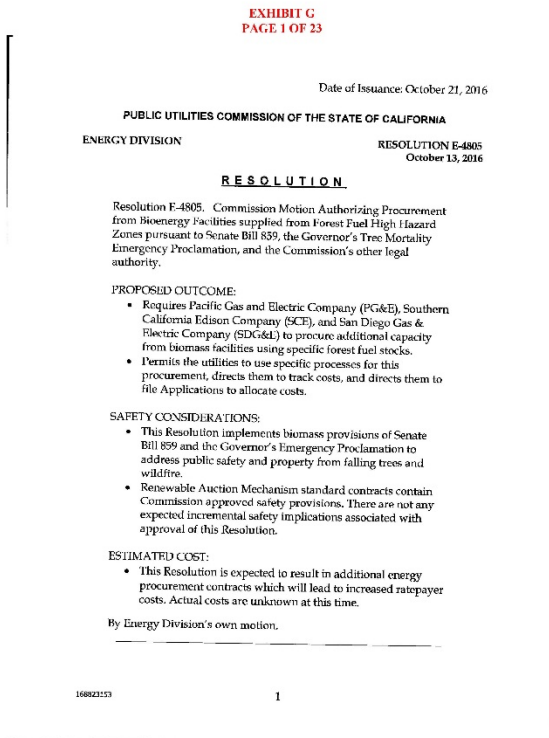 EXHIBIT G
PAGE 1 OF 23
Date of Issuance: October 21, 2016
PUBLIC UTILITIES COMMISSION OF THE STATE OF CALIFORNIA
ENERGY DIVISION
RESOLUTION E-4805
October 13, 2016
RESOLUTION
Resolution E-4805. Commission Motion Authorizing Procurement
from Bioenergy Facilities supplied from Forest Fuel High Hazard
Zones pursuant to Senate Bill 859, the Governor's Tree Mortality
Emergency Proclamation, and the Commission's other legal
authority.
PROPOSED OUTCOME:
• Requires Pacific Gas and Electric Company (PG&E), Southern
California Edison Company (SCE), and San Diego Gas &
Electric Company (SDG&E) to procure additional capacity
from biomass facilities using specific forest fuel stocks.
• Permits the utilities to use specific processes for this
procurement, directs them to track costs, and directs them to
file Applications to allocate costs.
SAFETY CONSIDERATIONS:
• This Resolution implements biomass provisions of Senate
Bill 859 and the Governor's Emergency Proclamation to
address public safety and property from falling trees and
wildfire.
• Renewable Auction Mechanism standard contracts contain
Commission approved safety provisions. There are not any
expected incremental safety implications associated with
approval of this Resolution.
ESTIMATED COST:
• This Resolution is expected to result in additional energy
procurement contracts which will lead to increased ratepayer
costs. Actual costs are unknown at this time.
By Energy Division's own motion.
1